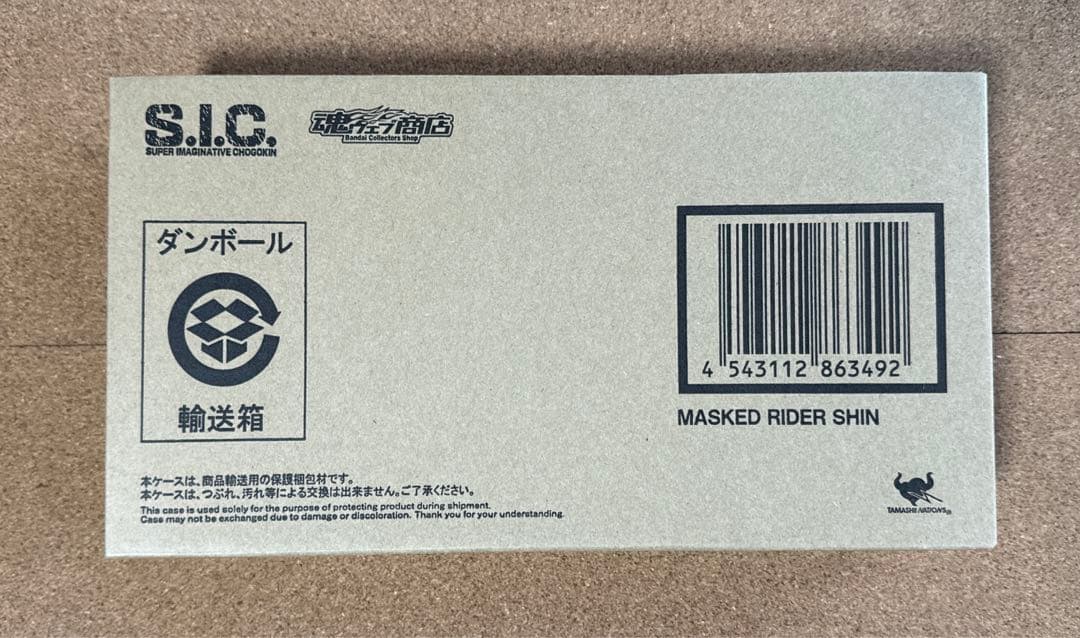 S.I.C.
SUPER IMAGINATIVE CHOGOKIN
魂ウェブ商店
Bandai Collectors Shop
ダンボール
輸送箱
4 543112 863492
MASKED RIDER SHIN
本ケースは、商品輸送用の保護梱包材です。
本ケースは、つぶれ、汚れ等による交換は出来ません。ご了承ください。
This case is used solely for the purpose of protecting product during shipment.
Case may not be exchanged due to damage or discoloration. Thank you for your understanding.
TAMASHII NATIONS